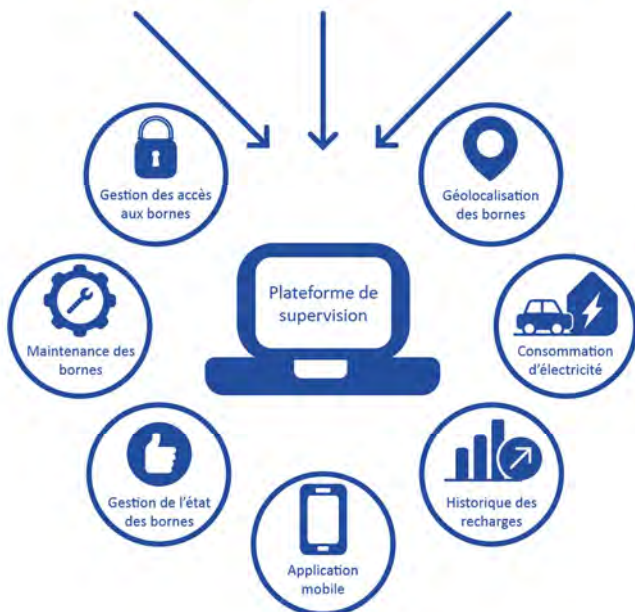 Gestion des accès
aux bornes
Géolocalisation
des bornes
Plateforme de
supervision
Maintenance des
bornes
Consommation
d'électricité
Gestion de l'état
des bornes
Historique des
recharges
Application
mobile